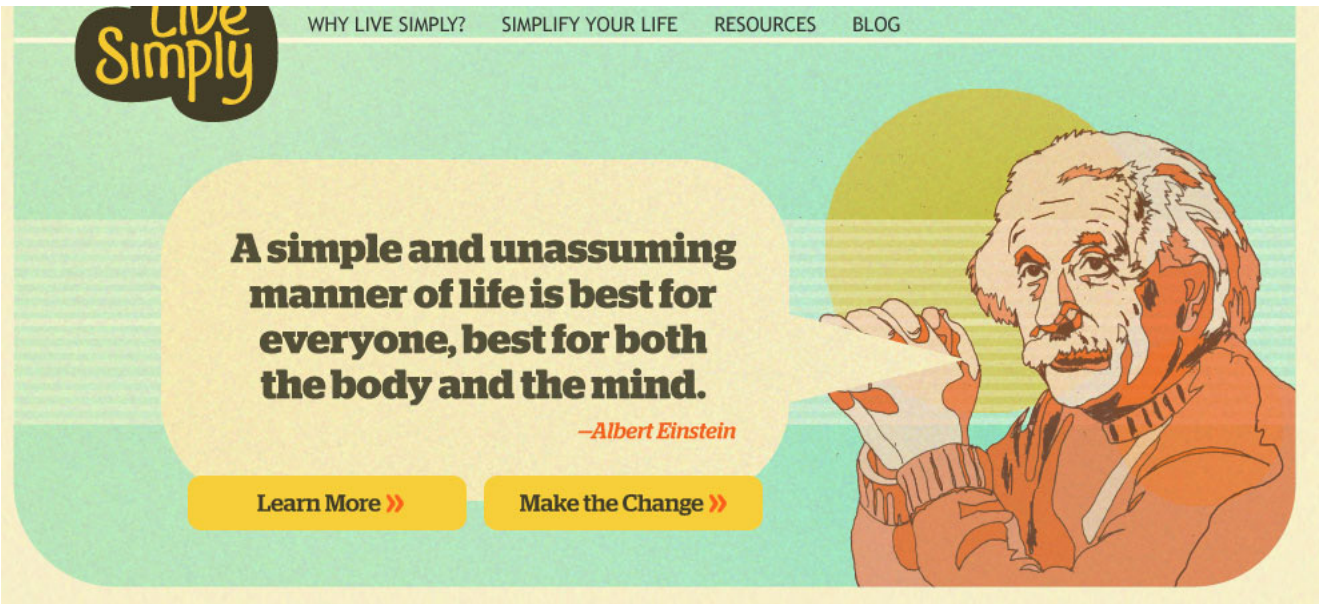 Live
Simply
WHY LIVE SIMPLY? SIMPLIFY YOUR LIFE RESOURCES BLOG
A simple and unassuming
manner of life is best for
everyone, best for both
the body and the mind.
—Albert Einstein
Learn More » Make the Change »